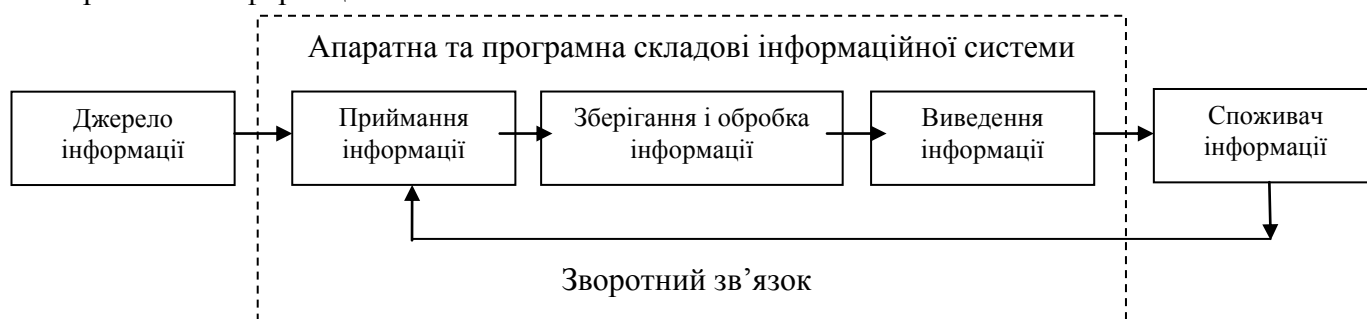 Апаратна та програмна складові інформаційної системи
Джерело
інформації
Приймання
інформації
Зберігання і обробка
інформації
Виведення
інформації
Споживач
інформації
Зворотний зв’язок